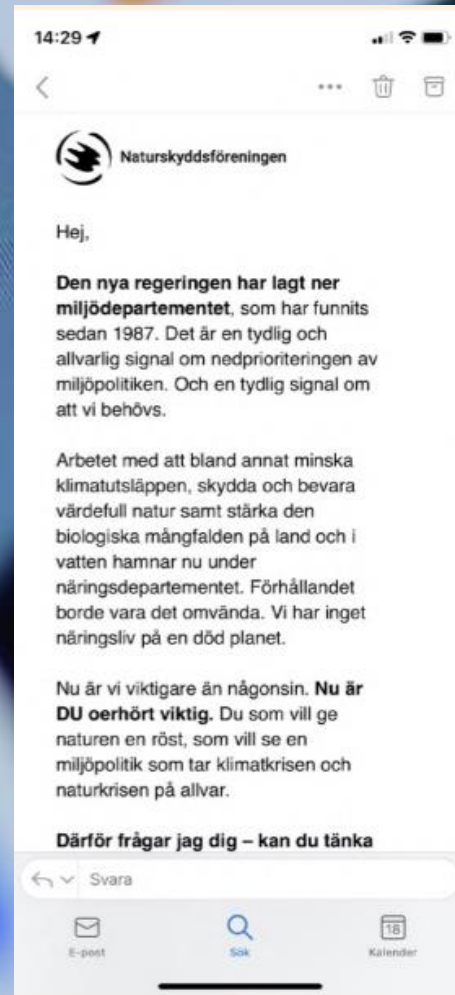 14:29
Naturskyddsföreningen
Hej,
Den nya regeringen har lagt ner
miljödepartementet, som har funnits
sedan 1987. Det är en tydlig och
allvarlig signal om nedprioriteringen av
miljöpolitiken. Och en tydlig signal om
att vi behövs.
Arbetet med att bland annat minska
klimatutsläppen, skydda och bevara
värdefull natur samt stärka den
biologiska mångfalden på land och i
vatten hamnar nu under
näringsdepartementet. Förhållandet
borde vara det omvända. Vi har inget
näringsliv på en död planet.
Nu är vi viktigare än någonsin. Nu är
DU oerhört viktig. Du som vill ge
naturen en röst, som vill se en
miljöpolitik som tar klimatkrisen och
naturkrisen på allvar.
Därför frågar jag dig – kan du tänka
Svara
18
E-post Sök Kalender